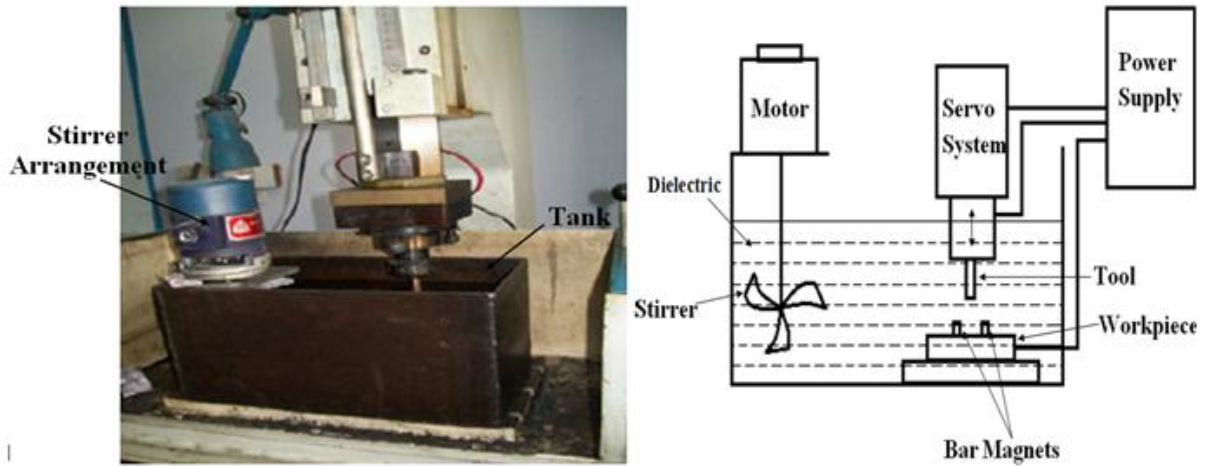 Stirrer
Arrangement
Tank
Motor
Servo
System
Power
Supply
Dielectric
Stirrer
Tool
Workpiece
Bar Magnets